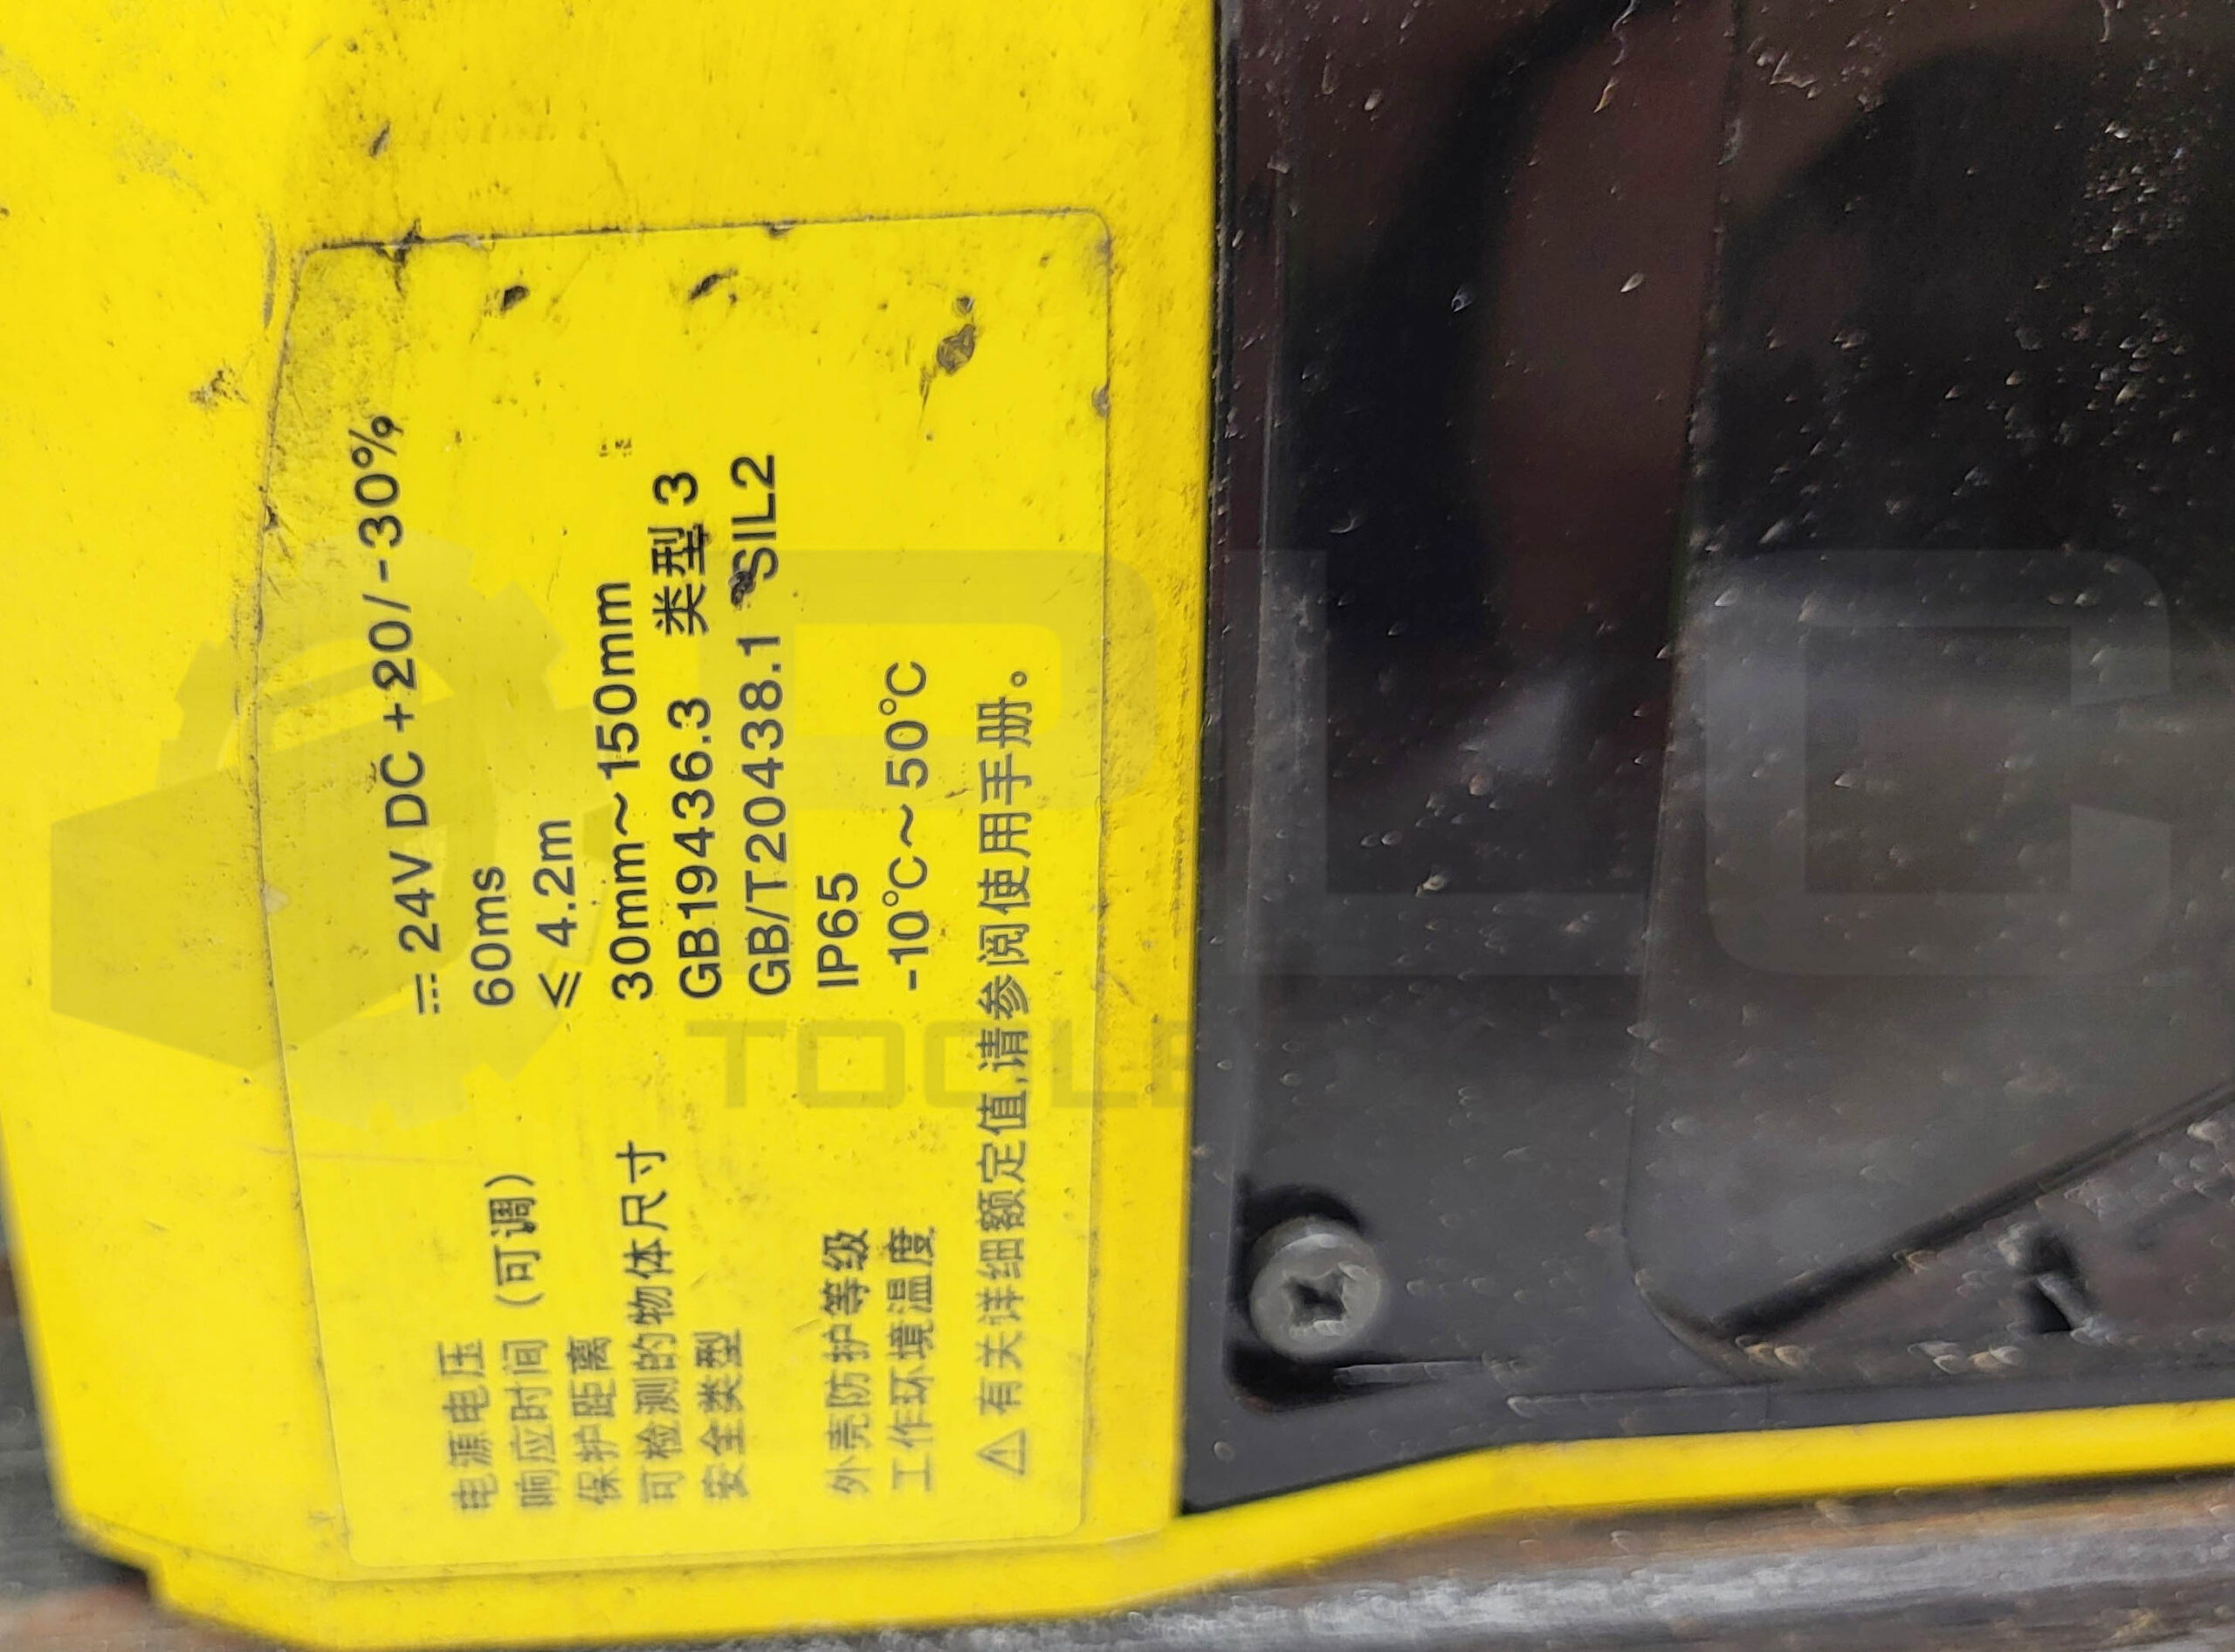 电源电压 ⎓ 24V DC +20/-30%
响应时间（可调） 60ms
保护距离 ≤ 4.2m
可检测的物体尺寸 30mm~150mm
安全类型 GB19436.3 类型 3
GB/T20438.1 SIL2
外壳防护等级 IP65
工作环境温度 -10℃~50℃
⚠ 有关详细额定值,请参阅使用手册。
PLC
TOOLB